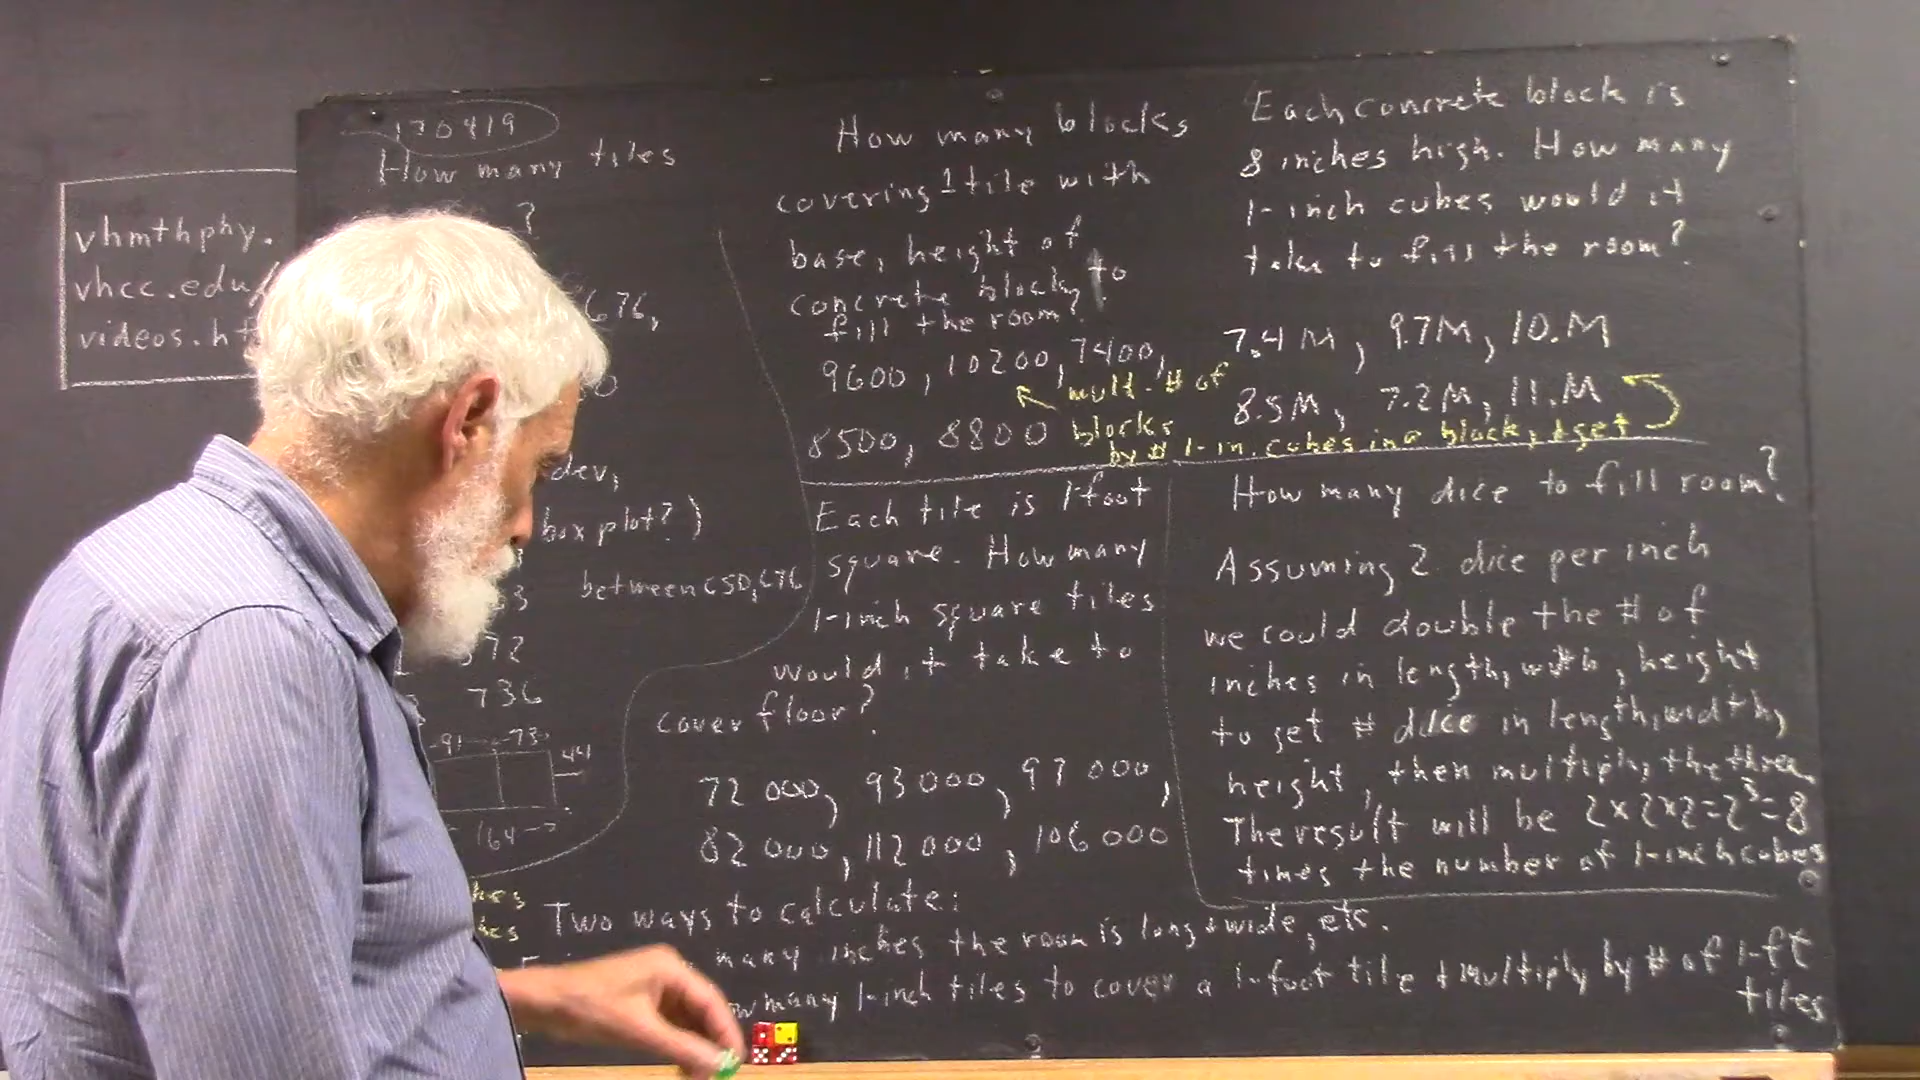 170419
How many tiles
?
676,
0
dev,
box plot?)
3
between 650, 676
572
736
91 73
44
164
hes
hes
vhmthphy.
vhcc.edu/
videos.ht
How many blocks
covering 1 tile with
base, height of
concrete block, to
fill the room?
9600, 10200, 7400,
8500, 8800
mult. # of
blocks
by # 1-in. cubes in a block, & get
Each concrete block is
8 inches high. How many
1-inch cubes would it
take to fill the room?
7.4 M, 9.7M, 10.M
8.5M, 7.2M, 11.M
Each tile is 1 foot
square. How many
1-inch square tiles
would it take to
cover floor?
72 000, 93 000, 97 000,
82 000, 112 000, 106 000
How many dice to fill room?
Assuming 2 dice per inch
we could double the # of
inches in length, width, height
to get # dice in length, width,
height, then multiply the three
The result will be 2x2x2=2³=8
times the number of 1-inch cubes
Two ways to calculate:
many inches the room is long & wide, etc.
ow many 1-inch tiles to cover a 1-foot tile & multiply by # of 1-ft
tiles